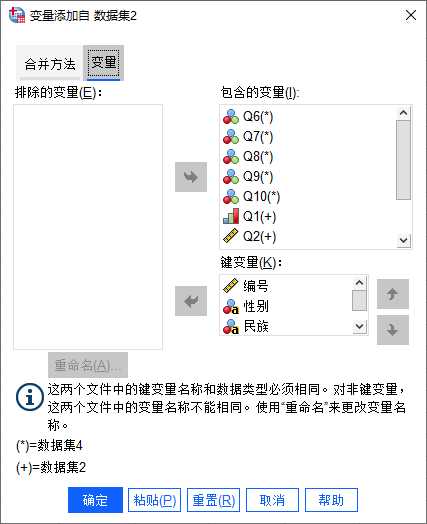 变量添加自 数据集2
合并方法 变量
排除的变量(E)： 包含的变量(I):
Q6(*)
Q7(*)
Q8(*)
Q9(*)
Q10(*)
Q1(+)
Q2(+)
键变量(K)：
编号
a 性别
a 民族
重命名(A)...
这两个文件中的键变量名称和数据类型必须相同。对非键变量，
这两个文件中的变量名称不能相同。使用“重命名”来更改变量名
称。
(*)=数据集4
(+)=数据集2
确定 粘贴(P) 重置(R) 取消 帮助